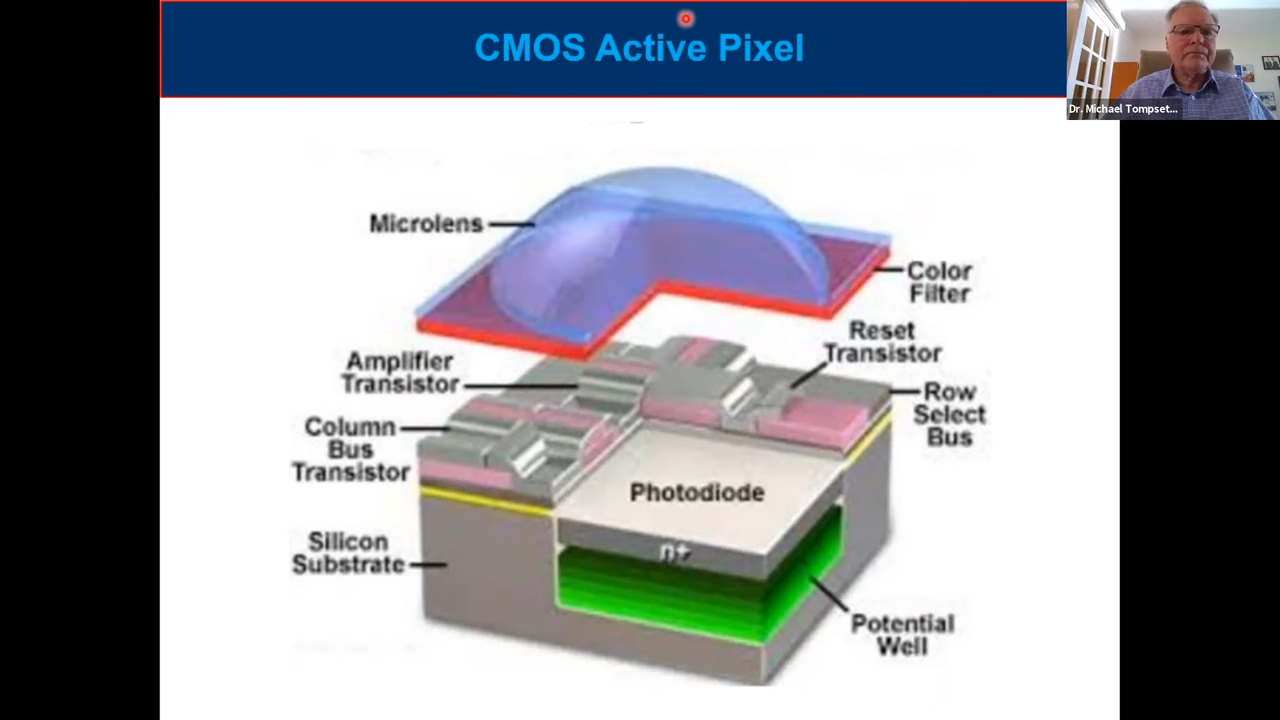 CMOS Active Pixel
Dr. Michael Tompset...
Microlens
Color
Filter
Reset
Transistor
Amplifier
Transistor
Row
Select
Bus
Column
Bus
Transistor
Photodiode
n+
Silicon
Substrate
Potential
Well